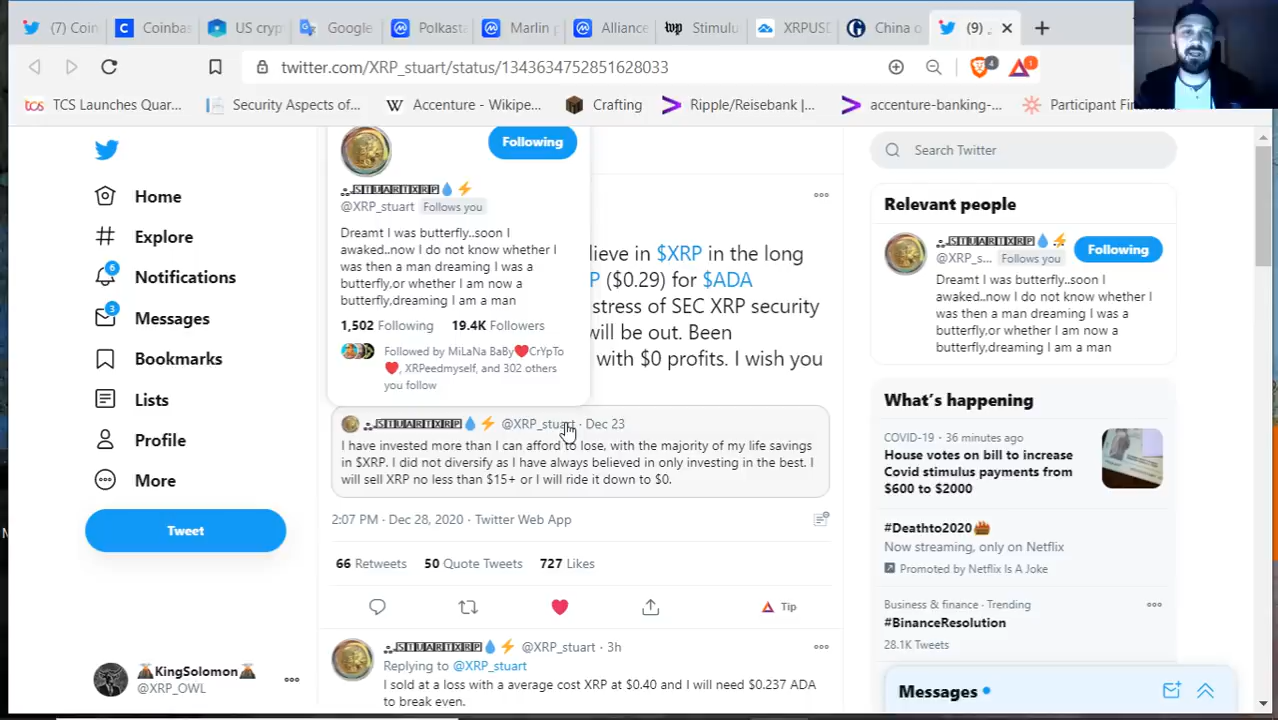 (7) Coin
Coinbas
US cryp
Google
Polkasta
Marlin p
Alliance
wp Stimulu
XRPUSD
China o
(9)
twitter.com/XRP_stuart/status/1343634752851628033
4
1
tcs TCS Launches Quar...
Security Aspects of...
W Accenture - Wikipe...
Crafting
Ripple/Reisebank |...
accenture-banking-...
Participant Financi
Home
Explore
6
Notifications
3
Messages
Bookmarks
Lists
Profile
More
Tweet
KingSolomon
@XRP_OWL
Following
STUARTXRP
@XRP_stuart Follows you
Dreamt I was butterfly..soon I
awaked..now I do not know whether I
was then a man dreaming I was a
butterfly,or whether I am now a
butterfly,dreaming I am a man
1,502 Following 19.4K Followers
Followed by MiLaNa BaBy❤️CrYpTo
❤️, XRPeedmyself, and 302 others
you follow
lieve in $XRP in the long
P ($0.29) for $ADA
stress of SEC XRP security
will be out. Been
with $0 profits. I wish you
STUARTXRP @XRP_stuart · Dec 23
I have invested more than I can afford to lose, with the majority of my life savings
in $XRP. I did not diversify as I have always believed in only investing in the best. I
will sell XRP no less than $15+ or I will ride it down to $0.
2:07 PM · Dec 28, 2020 · Twitter Web App
66 Retweets 50 Quote Tweets 727 Likes
Tip
STUARTXRP @XRP_stuart · 3h
Replying to @XRP_stuart
I sold at a loss with a average cost XRP at $0.40 and I will need $0.237 ADA
to break even.
Search Twitter
Relevant people
STUARTXRP
@XRP_s... Follows you
Following
Dreamt I was butterfly..soon I
awaked..now I do not know whether I
was then a man dreaming I was a
butterfly,or whether I am now a
butterfly,dreaming I am a man
What's happening
COVID-19 · 36 minutes ago
House votes on bill to increase
Covid stimulus payments from
$600 to $2000
#Deathto2020
Now streaming, only on Netflix
Promoted by Netflix Is A Joke
Business & finance · Trending
#BinanceResolution
28.1K Tweets
Messages